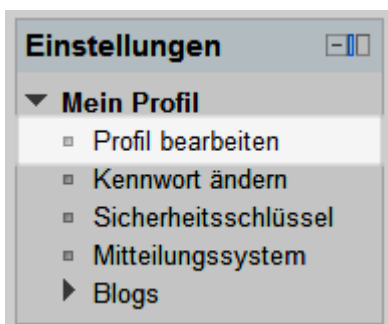 Einstellungen
Mein Profil
Profil bearbeiten
Kennwort ändern
Sicherheitsschlüssel
Mitteilungssystem
Blogs